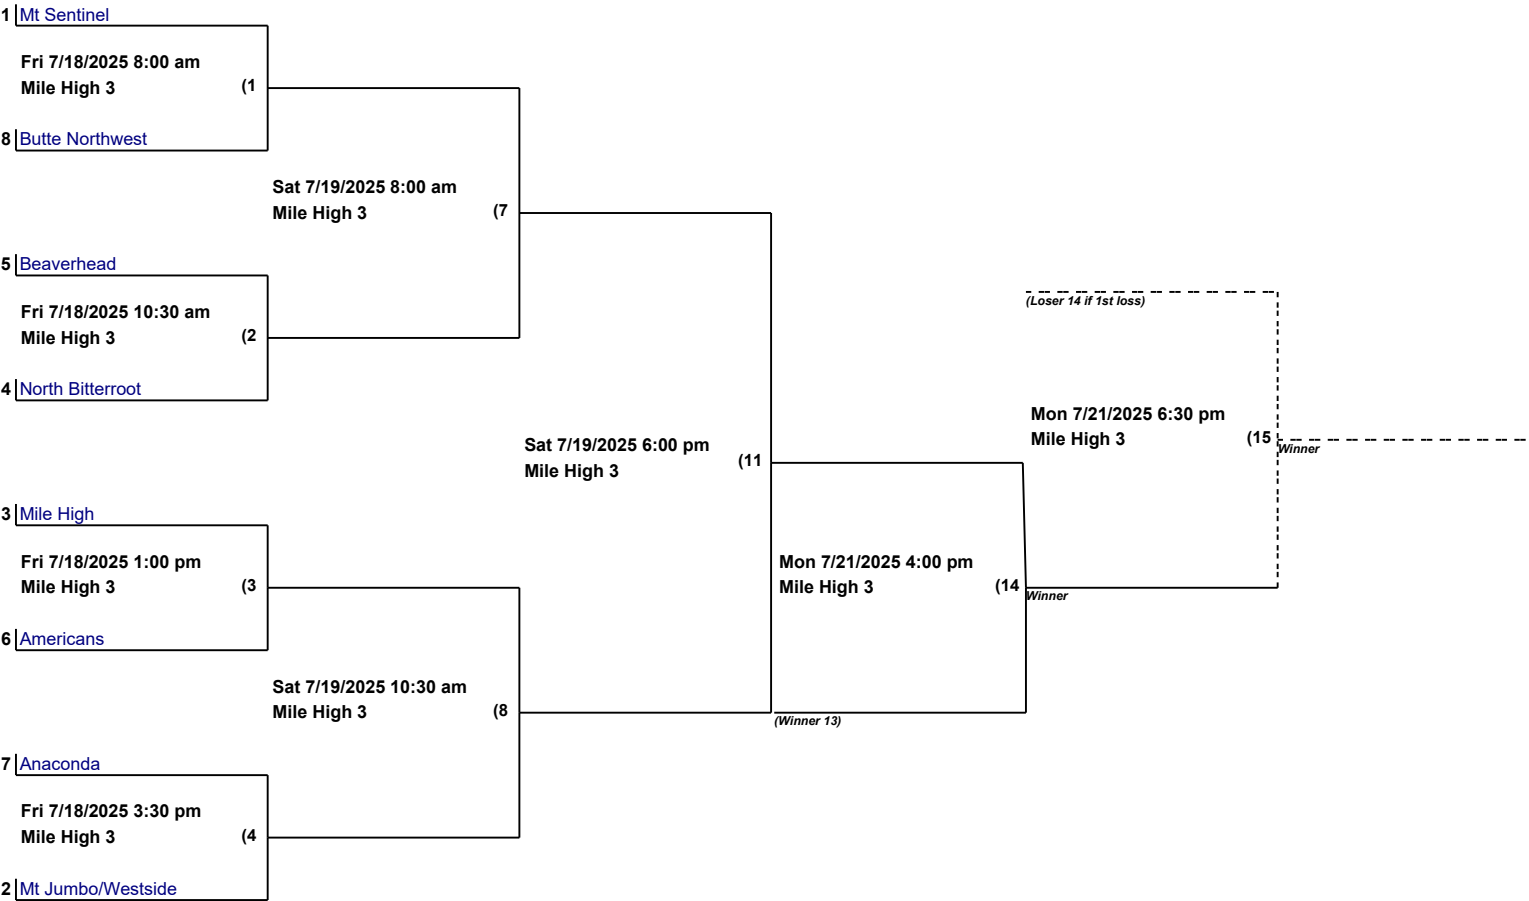 1 Mt Sentinel
Fri 7/18/2025 8:00 am
Mile High 3 (1
8 Butte Northwest
Sat 7/19/2025 8:00 am
Mile High 3 (7
5 Beaverhead
Fri 7/18/2025 10:30 am
Mile High 3 (2
4 North Bitterroot
(Loser 14 if 1st loss)
Mon 7/21/2025 6:30 pm
Mile High 3 (15
Winner
Sat 7/19/2025 6:00 pm
Mile High 3 (11
3 Mile High
Fri 7/18/2025 1:00 pm
Mile High 3 (3
6 Americans
Mon 7/21/2025 4:00 pm
Mile High 3 (14
Winner
Sat 7/19/2025 10:30 am
Mile High 3 (8
(Winner 13)
7 Anaconda
Fri 7/18/2025 3:30 pm
Mile High 3 (4
2 Mt Jumbo/Westside